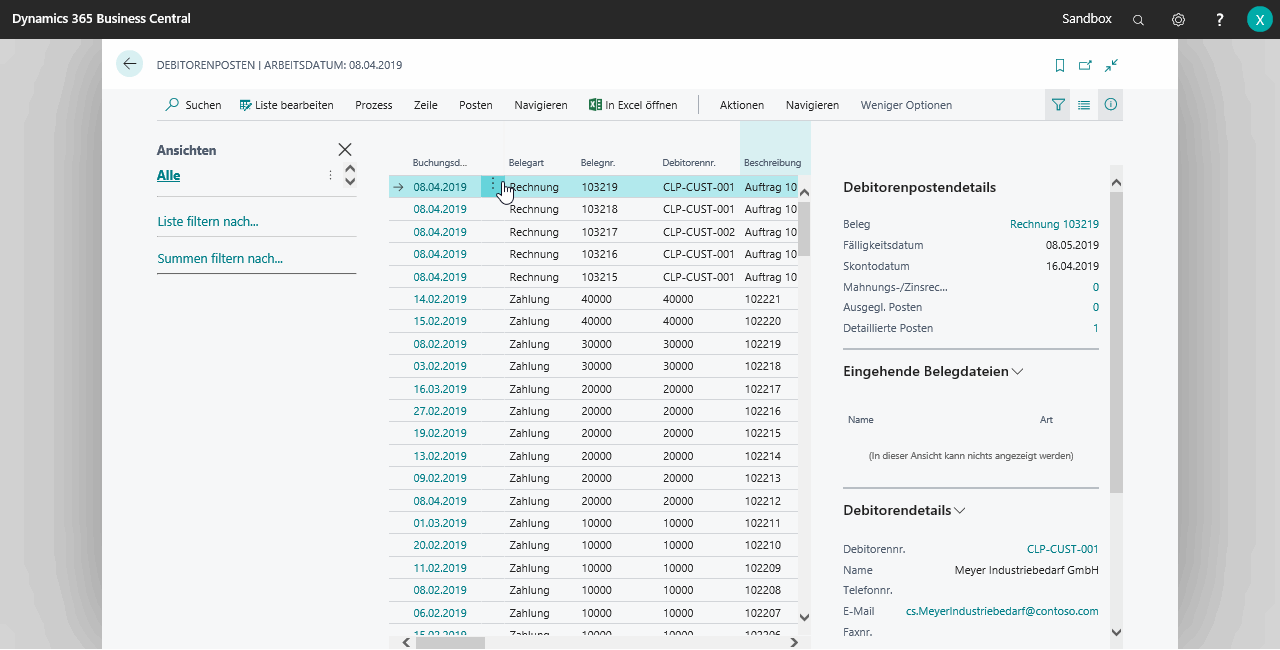 Dynamics 365 Business Central
Sandbox
?
X
DEBITORENPOSTEN | ARBEITSDATUM: 08.04.2019
Suchen Liste bearbeiten Prozess Zeile Posten Navigieren In Excel öffnen Aktionen Navigieren Weniger Optionen
Ansichten
Alle
Liste filtern nach...
Summen filtern nach...
Buchungsd... Belegart Belegnr. Debitorennr. Beschreibung
08.04.2019 Rechnung 103219 CLP-CUST-001 Auftrag 10
08.04.2019 Rechnung 103218 CLP-CUST-001 Auftrag 10
08.04.2019 Rechnung 103217 CLP-CUST-002 Auftrag 10
08.04.2019 Rechnung 103216 CLP-CUST-001 Auftrag 10
08.04.2019 Rechnung 103215 CLP-CUST-001 Auftrag 10
14.02.2019 Zahlung 40000 40000 102221
15.02.2019 Zahlung 40000 40000 102220
08.02.2019 Zahlung 30000 30000 102219
03.02.2019 Zahlung 30000 30000 102218
16.03.2019 Zahlung 20000 20000 102217
27.02.2019 Zahlung 20000 20000 102216
19.02.2019 Zahlung 20000 20000 102215
13.02.2019 Zahlung 20000 20000 102214
09.02.2019 Zahlung 20000 20000 102213
08.04.2019 Zahlung 20000 20000 102212
01.03.2019 Zahlung 10000 10000 102211
20.02.2019 Zahlung 10000 10000 102210
11.02.2019 Zahlung 10000 10000 102209
08.02.2019 Zahlung 10000 10000 102208
06.02.2019 Zahlung 10000 10000 102207
15.02.2019 Zahlung 10000 10000 102206
Debitorenpostendetails
Beleg Rechnung 103219
Fälligkeitsdatum 08.05.2019
Skontodatum 16.04.2019
Mahnungs-/Zinsrec... 0
Ausgegl. Posten 0
Detaillierte Posten 1
Eingehende Belegdateien
Name Art
(In dieser Ansicht kann nichts angezeigt werden)
Debitorendetails
Debitorennr. CLP-CUST-001
Name Meyer Industriebedarf GmbH
Telefonnr.
E-Mail cs.MeyerIndustriebedarf@contoso.com
Faxnr.